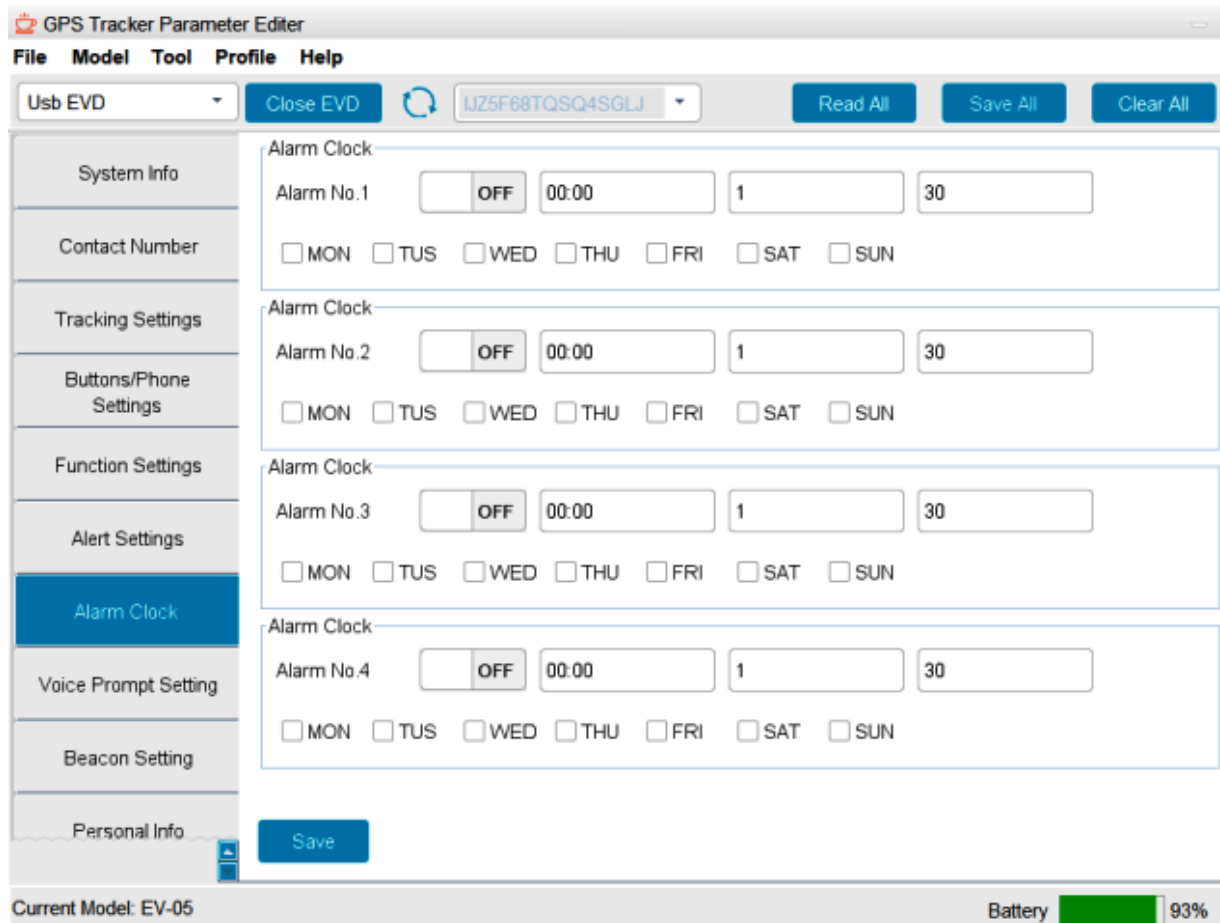 GPS Tracker Parameter Editer
File Model Tool Profile Help
Usb EVD Close EVD IJZ5F68TQSQ4SGLJ Read All Save All Clear All
System Info
Contact Number
Tracking Settings
Buttons/Phone
Settings
Function Settings
Alert Settings
Alarm Clock
Voice Prompt Setting
Beacon Setting
Personal Info
Alarm Clock
Alarm No.1 OFF 00:00 1 30
MON TUS WED THU FRI SAT SUN
Alarm Clock
Alarm No.2 OFF 00:00 1 30
MON TUS WED THU FRI SAT SUN
Alarm Clock
Alarm No.3 OFF 00:00 1 30
MON TUS WED THU FRI SAT SUN
Alarm Clock
Alarm No.4 OFF 00:00 1 30
MON TUS WED THU FRI SAT SUN
Save
Current Model: EV-05 Battery 93%